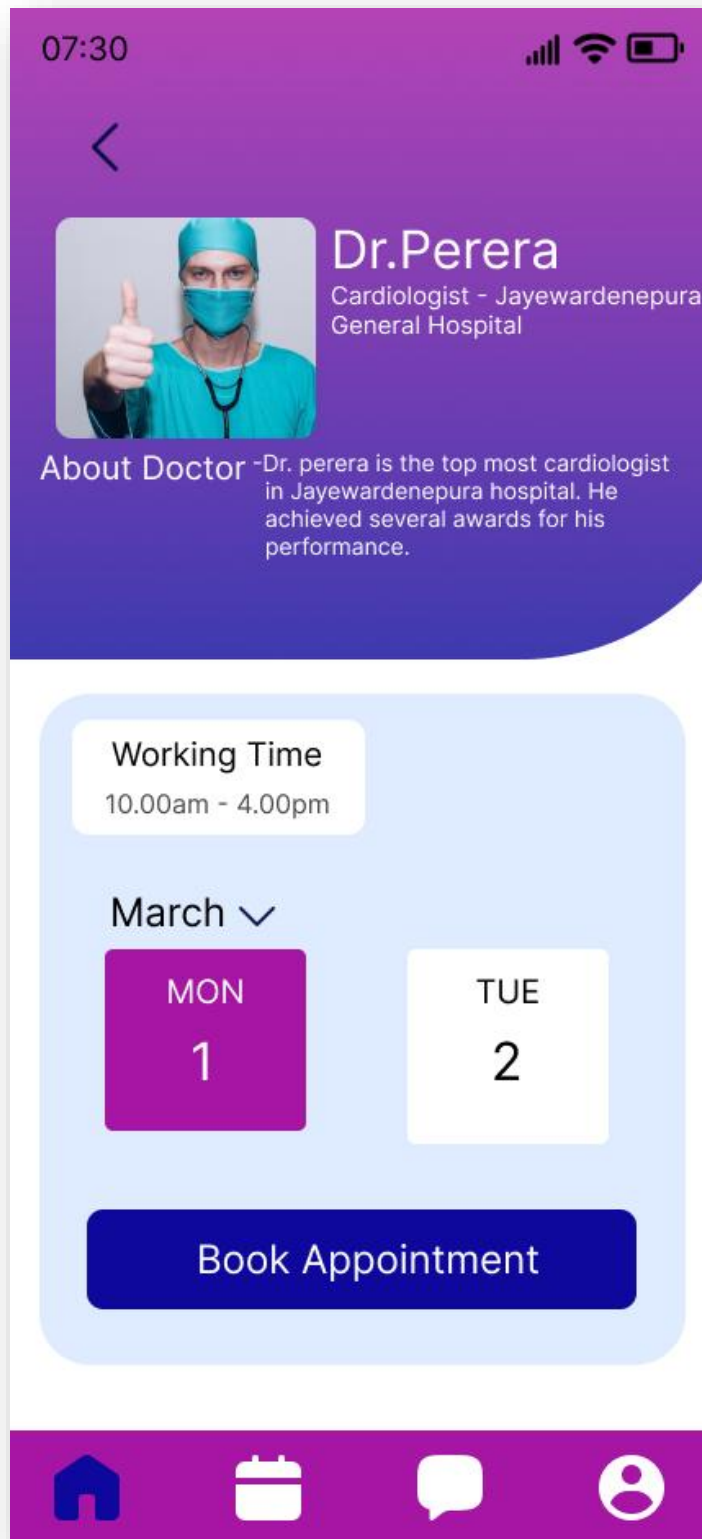 07:30
Dr.Perera
Cardiologist - Jayewardenepura
General Hospital
About Doctor -Dr. perera is the top most cardiologist
in Jayewardenepura hospital. He
achieved several awards for his
performance.
Working Time
10.00am - 4.00pm
March
MON
1
TUE
2
Book Appointment